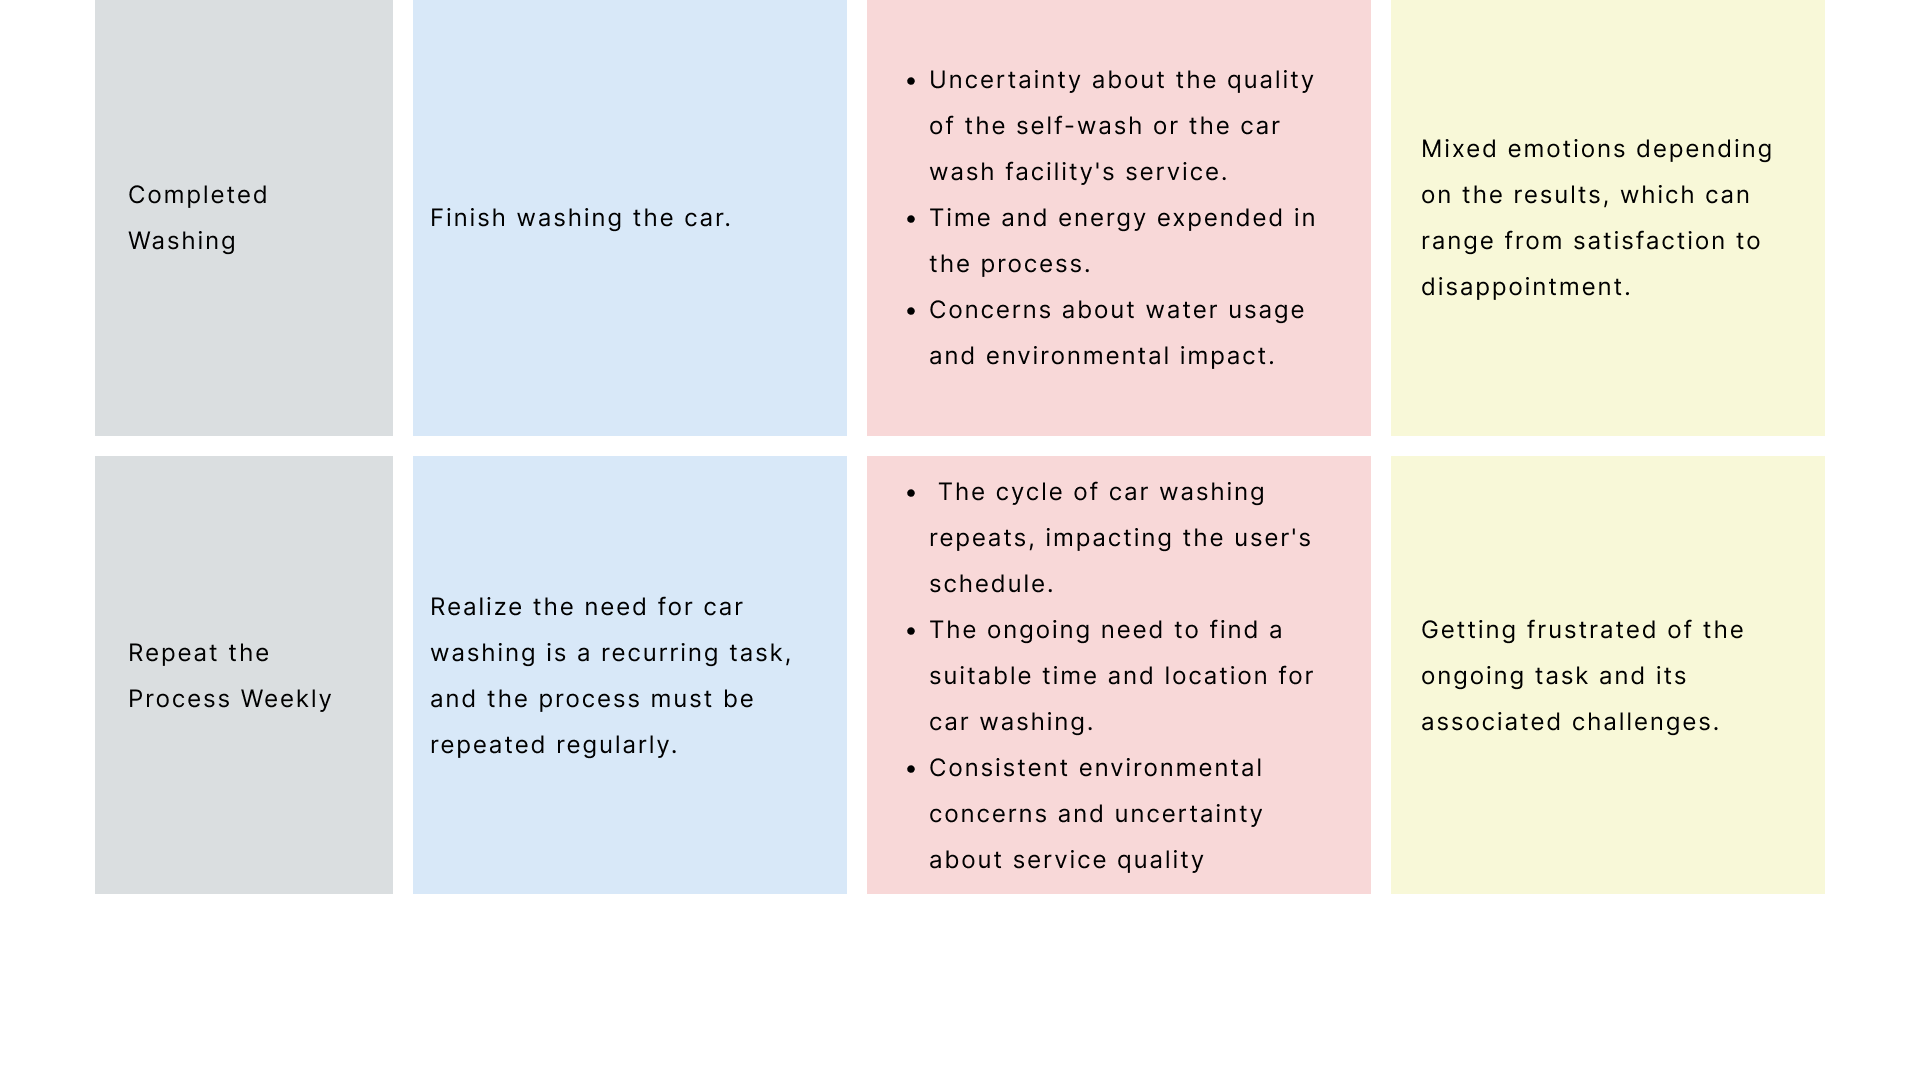 Completed
Washing
Finish washing the car.
• Uncertainty about the quality
of the self-wash or the car
wash facility's service.
• Time and energy expended in
the process.
• Concerns about water usage
and environmental impact.
Mixed emotions depending
on the results, which can
range from satisfaction to
disappointment.
Repeat the
Process Weekly
Realize the need for car
washing is a recurring task,
and the process must be
repeated regularly.
• The cycle of car washing
repeats, impacting the user's
schedule.
• The ongoing need to find a
suitable time and location for
car washing.
• Consistent environmental
concerns and uncertainty
about service quality
Getting frustrated of the
ongoing task and its
associated challenges.